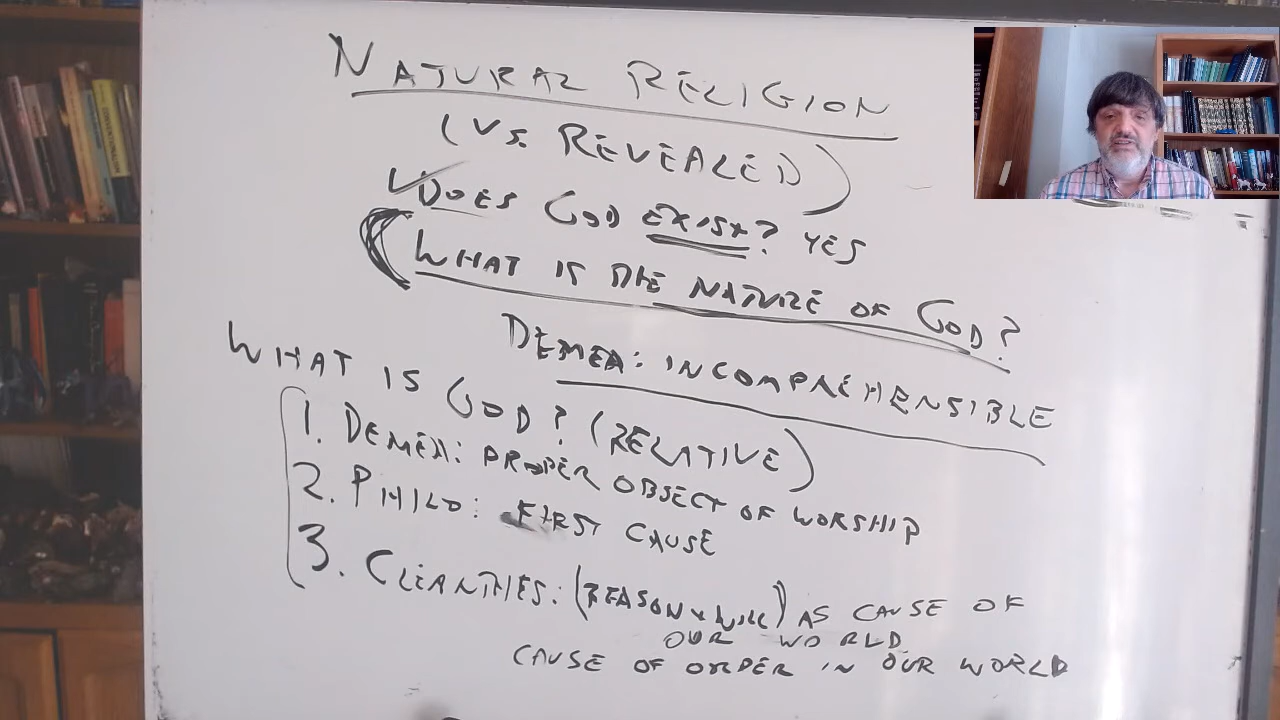 NATURAL RELIGION
(VS. REVEALED)
✓DOES GOD EXIST? YES
(WHAT IS THE NATURE OF GOD?
DEMEA: INCOMPREHENSIBLE
WHAT IS GOD? (RELATIVE)
1. DEMEA: PROPER OBJECT OF WORSHIP
2. PHILO: FIRST CAUSE
3. CLEANTHES: (REASON + WILL) AS CAUSE OF
OUR WORLD
CAUSE OF ORDER IN OUR WORLD